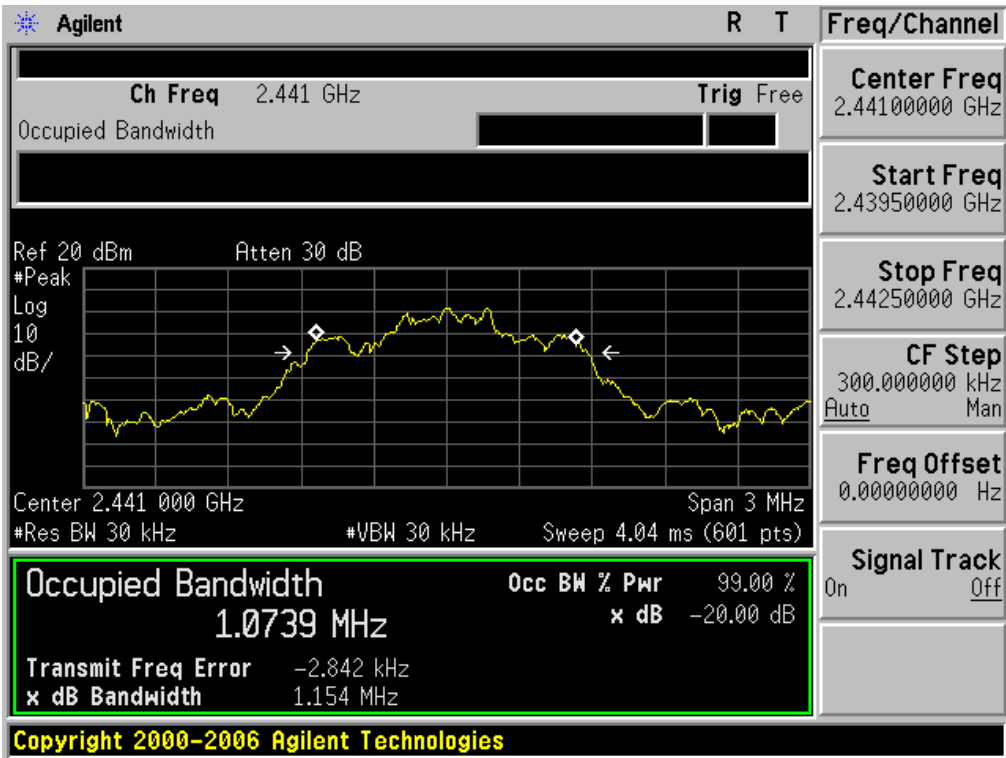 Agilent R T
Ch Freq 2.441 GHz Trig Free
Occupied Bandwidth
Ref 20 dBm Atten 30 dB
#Peak
Log
10
dB/
Center 2.441 000 GHz Span 3 MHz
#Res BW 30 kHz #VBW 30 kHz Sweep 4.04 ms (601 pts)
Occupied Bandwidth Occ BW % Pwr 99.00 %
1.0739 MHz x dB -20.00 dB
Transmit Freq Error -2.842 kHz
x dB Bandwidth 1.154 MHz
Copyright 2000-2006 Agilent Technologies
Freq/Channel
Center Freq
2.44100000 GHz
Start Freq
2.43950000 GHz
Stop Freq
2.44250000 GHz
CF Step
300.000000 kHz
Auto Man
Freq Offset
0.00000000 Hz
Signal Track
On Off